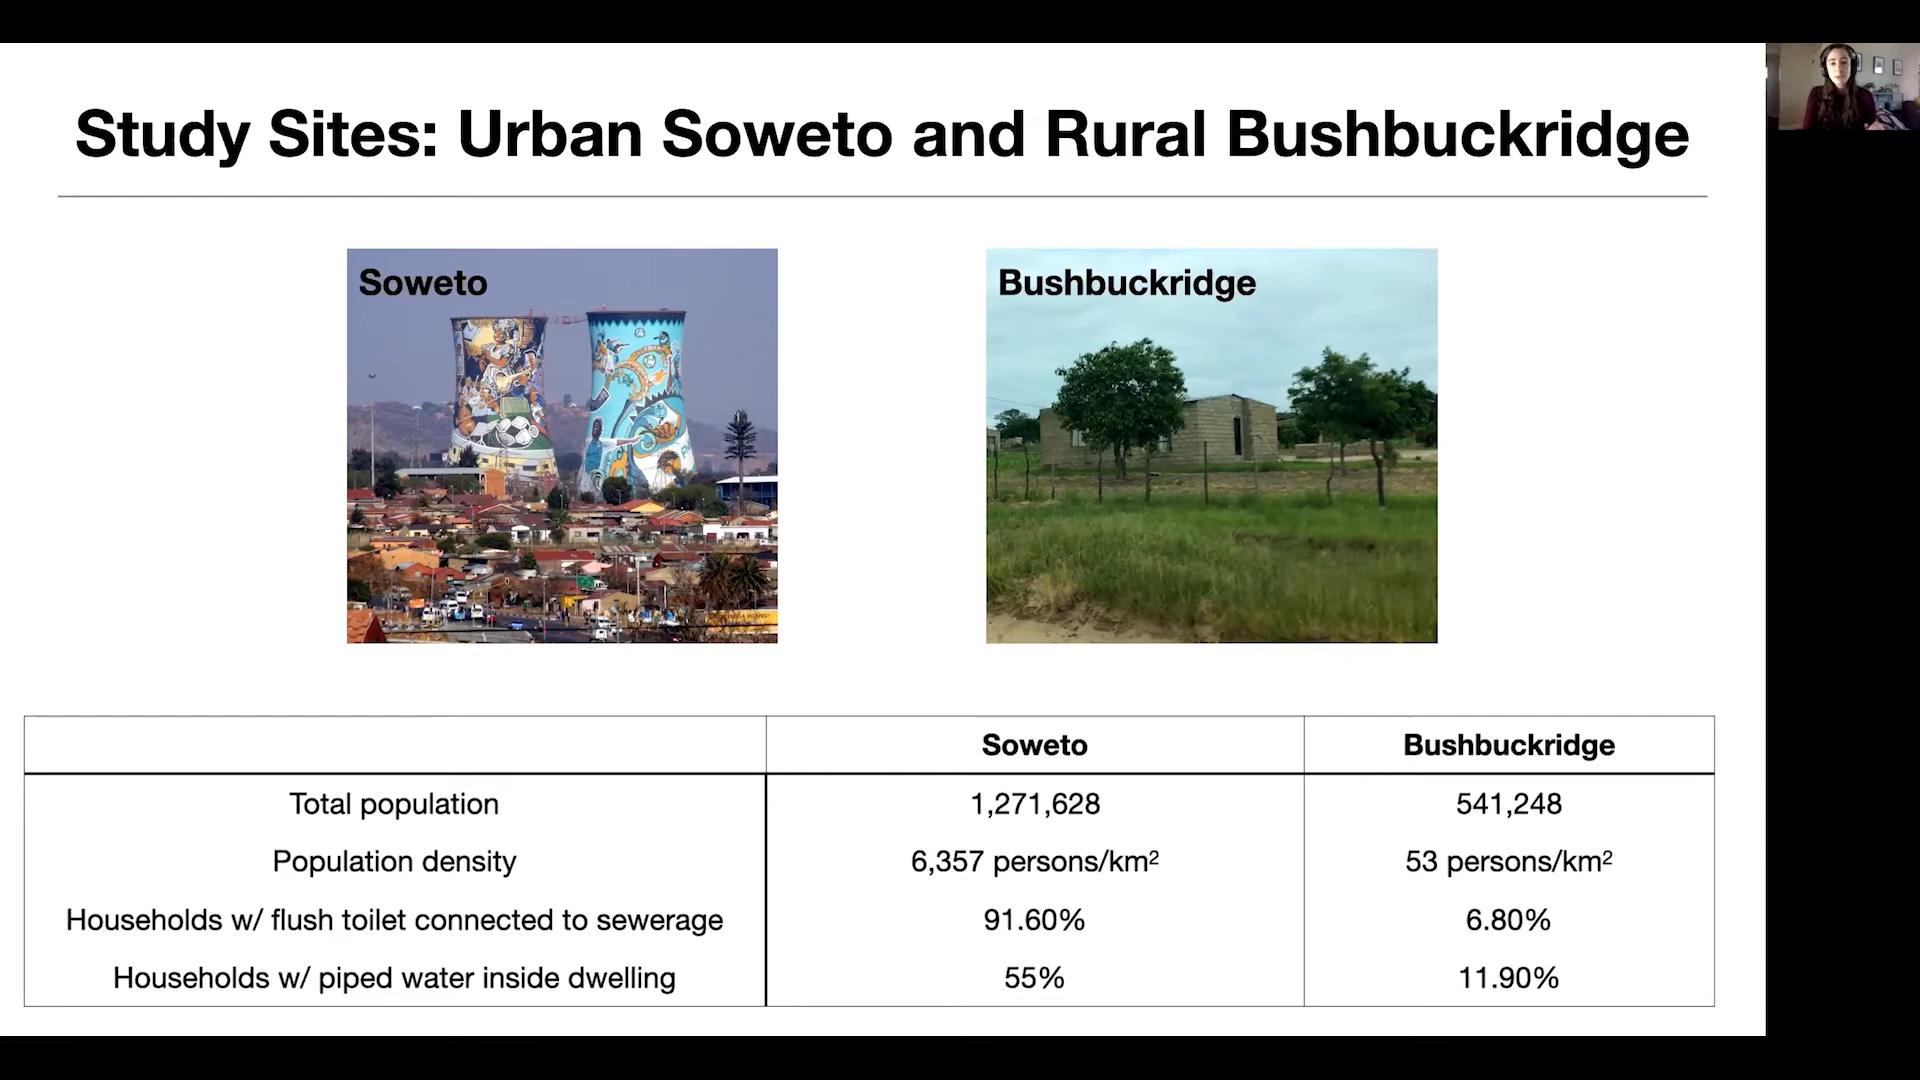 Study Sites: Urban Soweto and Rural Bushbuckridge
Soweto
Bushbuckridge
Soweto Bushbuckridge
Total population 1,271,628 541,248
Population density 6,357 persons/km² 53 persons/km²
Households w/ flush toilet connected to sewerage 91.60% 6.80%
Households w/ piped water inside dwelling 55% 11.90%